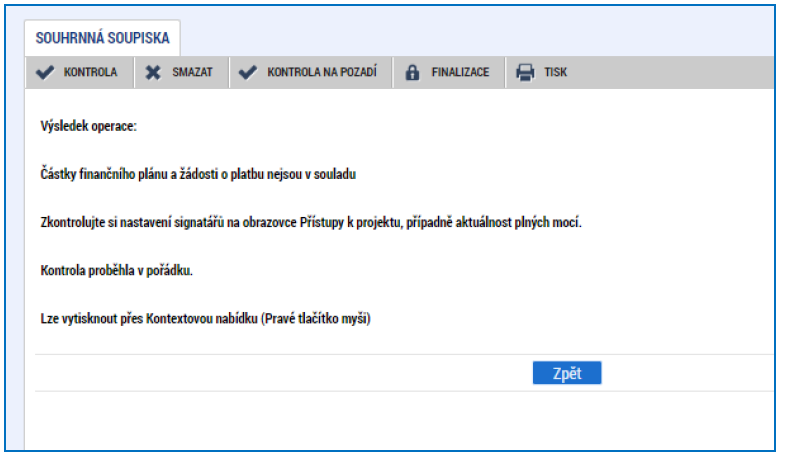 SOUHRNNÁ SOUPISKA
KONTROLA SMAZAT KONTROLA NA POZADÍ FINALIZACE TISK
Výsledek operace:
Částky finančního plánu a žádosti o platbu nejsou v souladu
Zkontrolujte si nastavení signatářů na obrazovce Přístupy k projektu, případně aktuálnost plných mocí.
Kontrola proběhla v pořádku.
Lze vytisknout přes Kontextovou nabídku (Pravé tlačítko myši)
Zpět